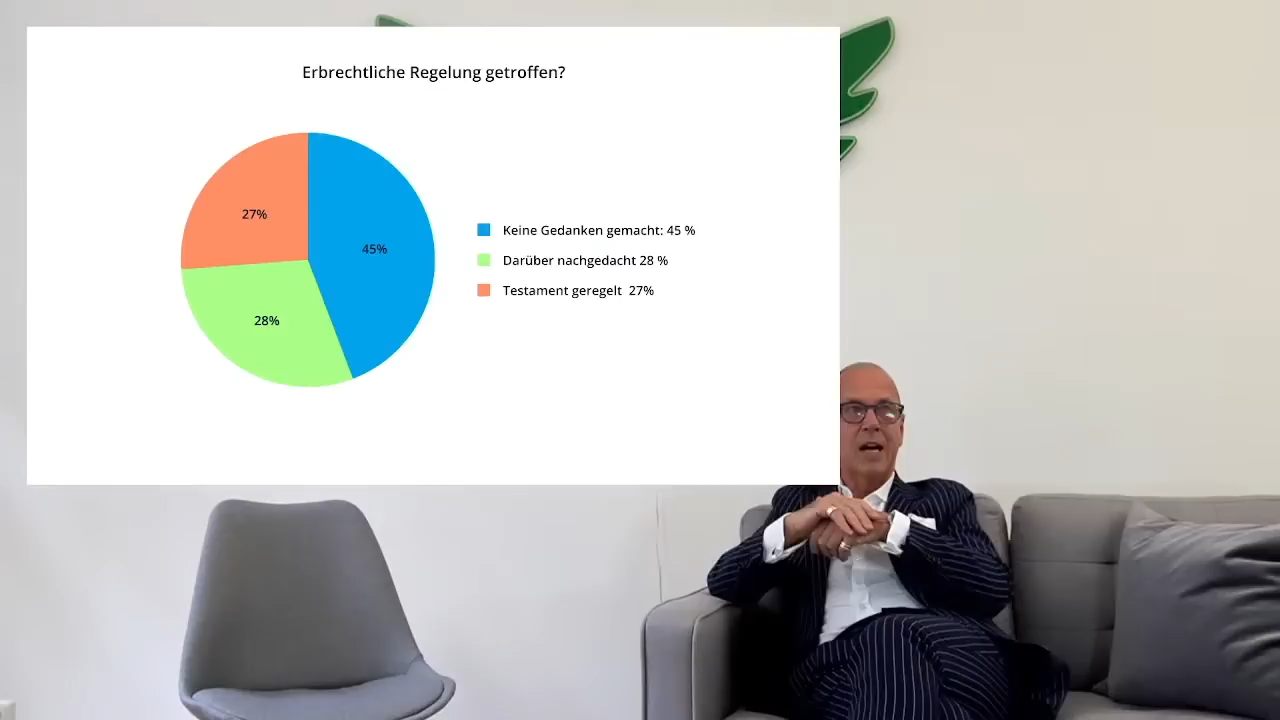 Erbrechtliche Regelung getroffen?
27%
45%
28%
Keine Gedanken gemacht: 45 %
Darüber nachgedacht 28 %
Testament geregelt  27%